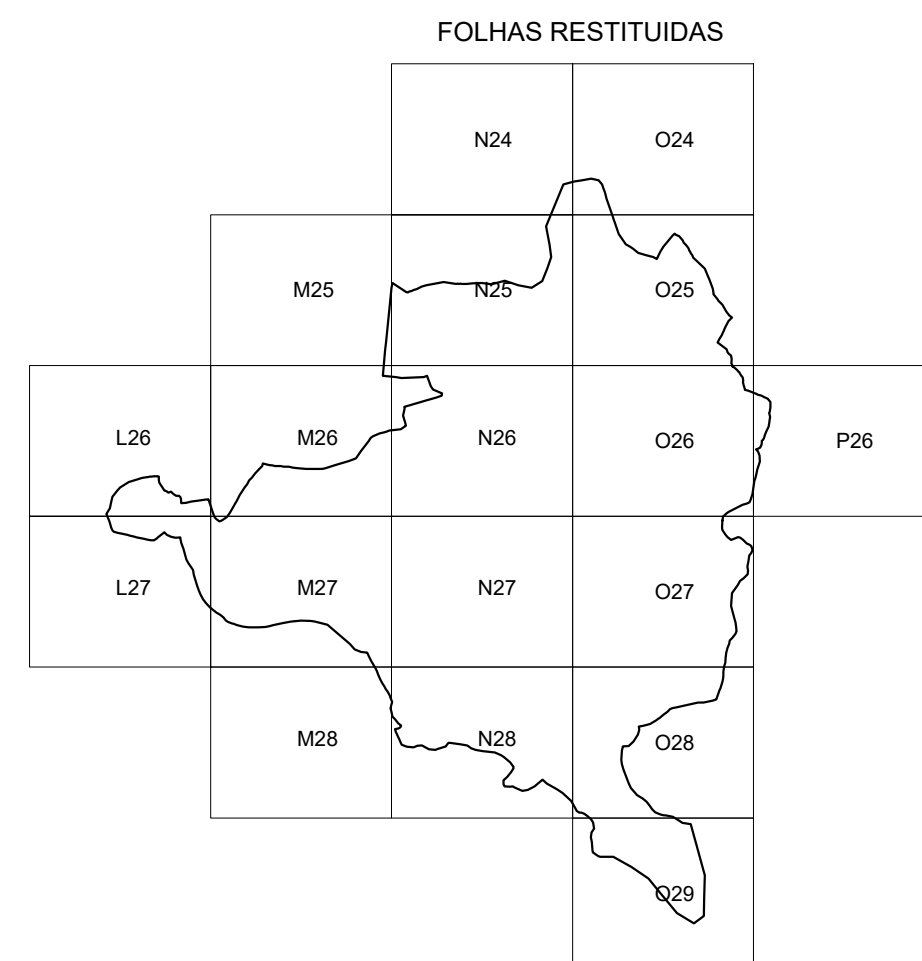 FOLHAS RESTITUIDAS
N24 O24
M25 N25 O25
L26 M26 N26 O26 P26
L27 M27 N27 O27
M28 N28 O28
O29